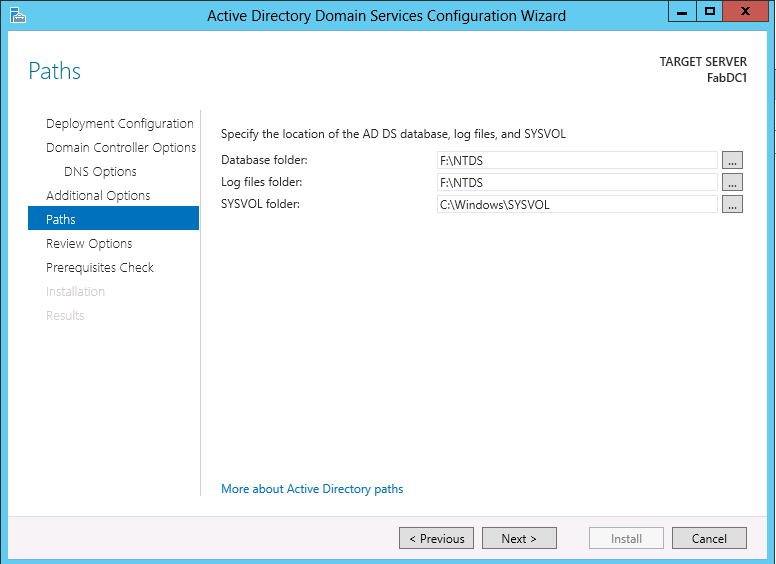 Active Directory Domain Services Configuration Wizard
Paths
TARGET SERVER
FabDC1
Deployment Configuration
Domain Controller Options
DNS Options
Additional Options
Paths
Review Options
Prerequisites Check
Installation
Results
Specify the location of the AD DS database, log files, and SYSVOL
Database folder: F:\NTDS ...
Log files folder: F:\NTDS ...
SYSVOL folder: C:\Windows\SYSVOL ...
More about Active Directory paths
< Previous Next > Install Cancel